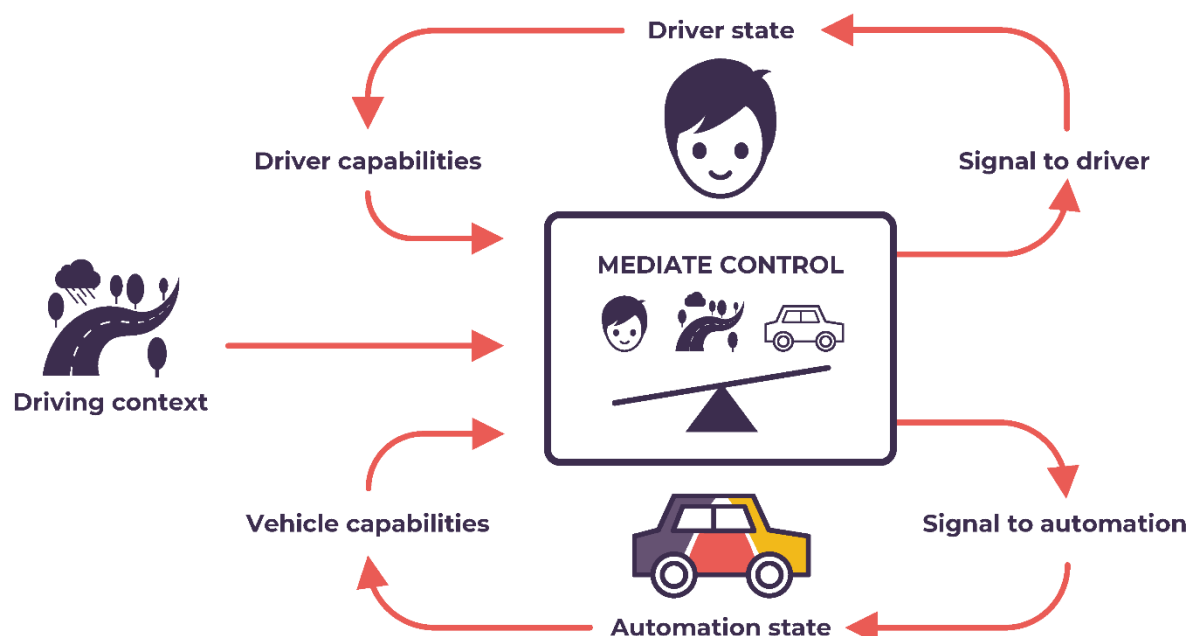 Driver state
Driver capabilities
Signal to driver
MEDIATE CONTROL
Driving context
Vehicle capabilities
Signal to automation
Automation state